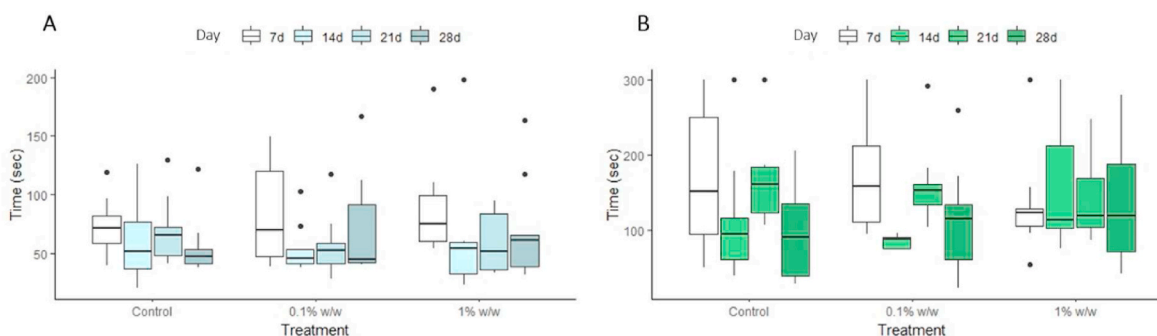 A
Day 7d 14d 21d 28d
200
150
100
50
Time (sec)
Control 0.1% w/w 1% w/w
Treatment
B
Day 7d 14d 21d 28d
300
200
100
Time (sec)
Control 0.1% w/w 1% w/w
Treatment